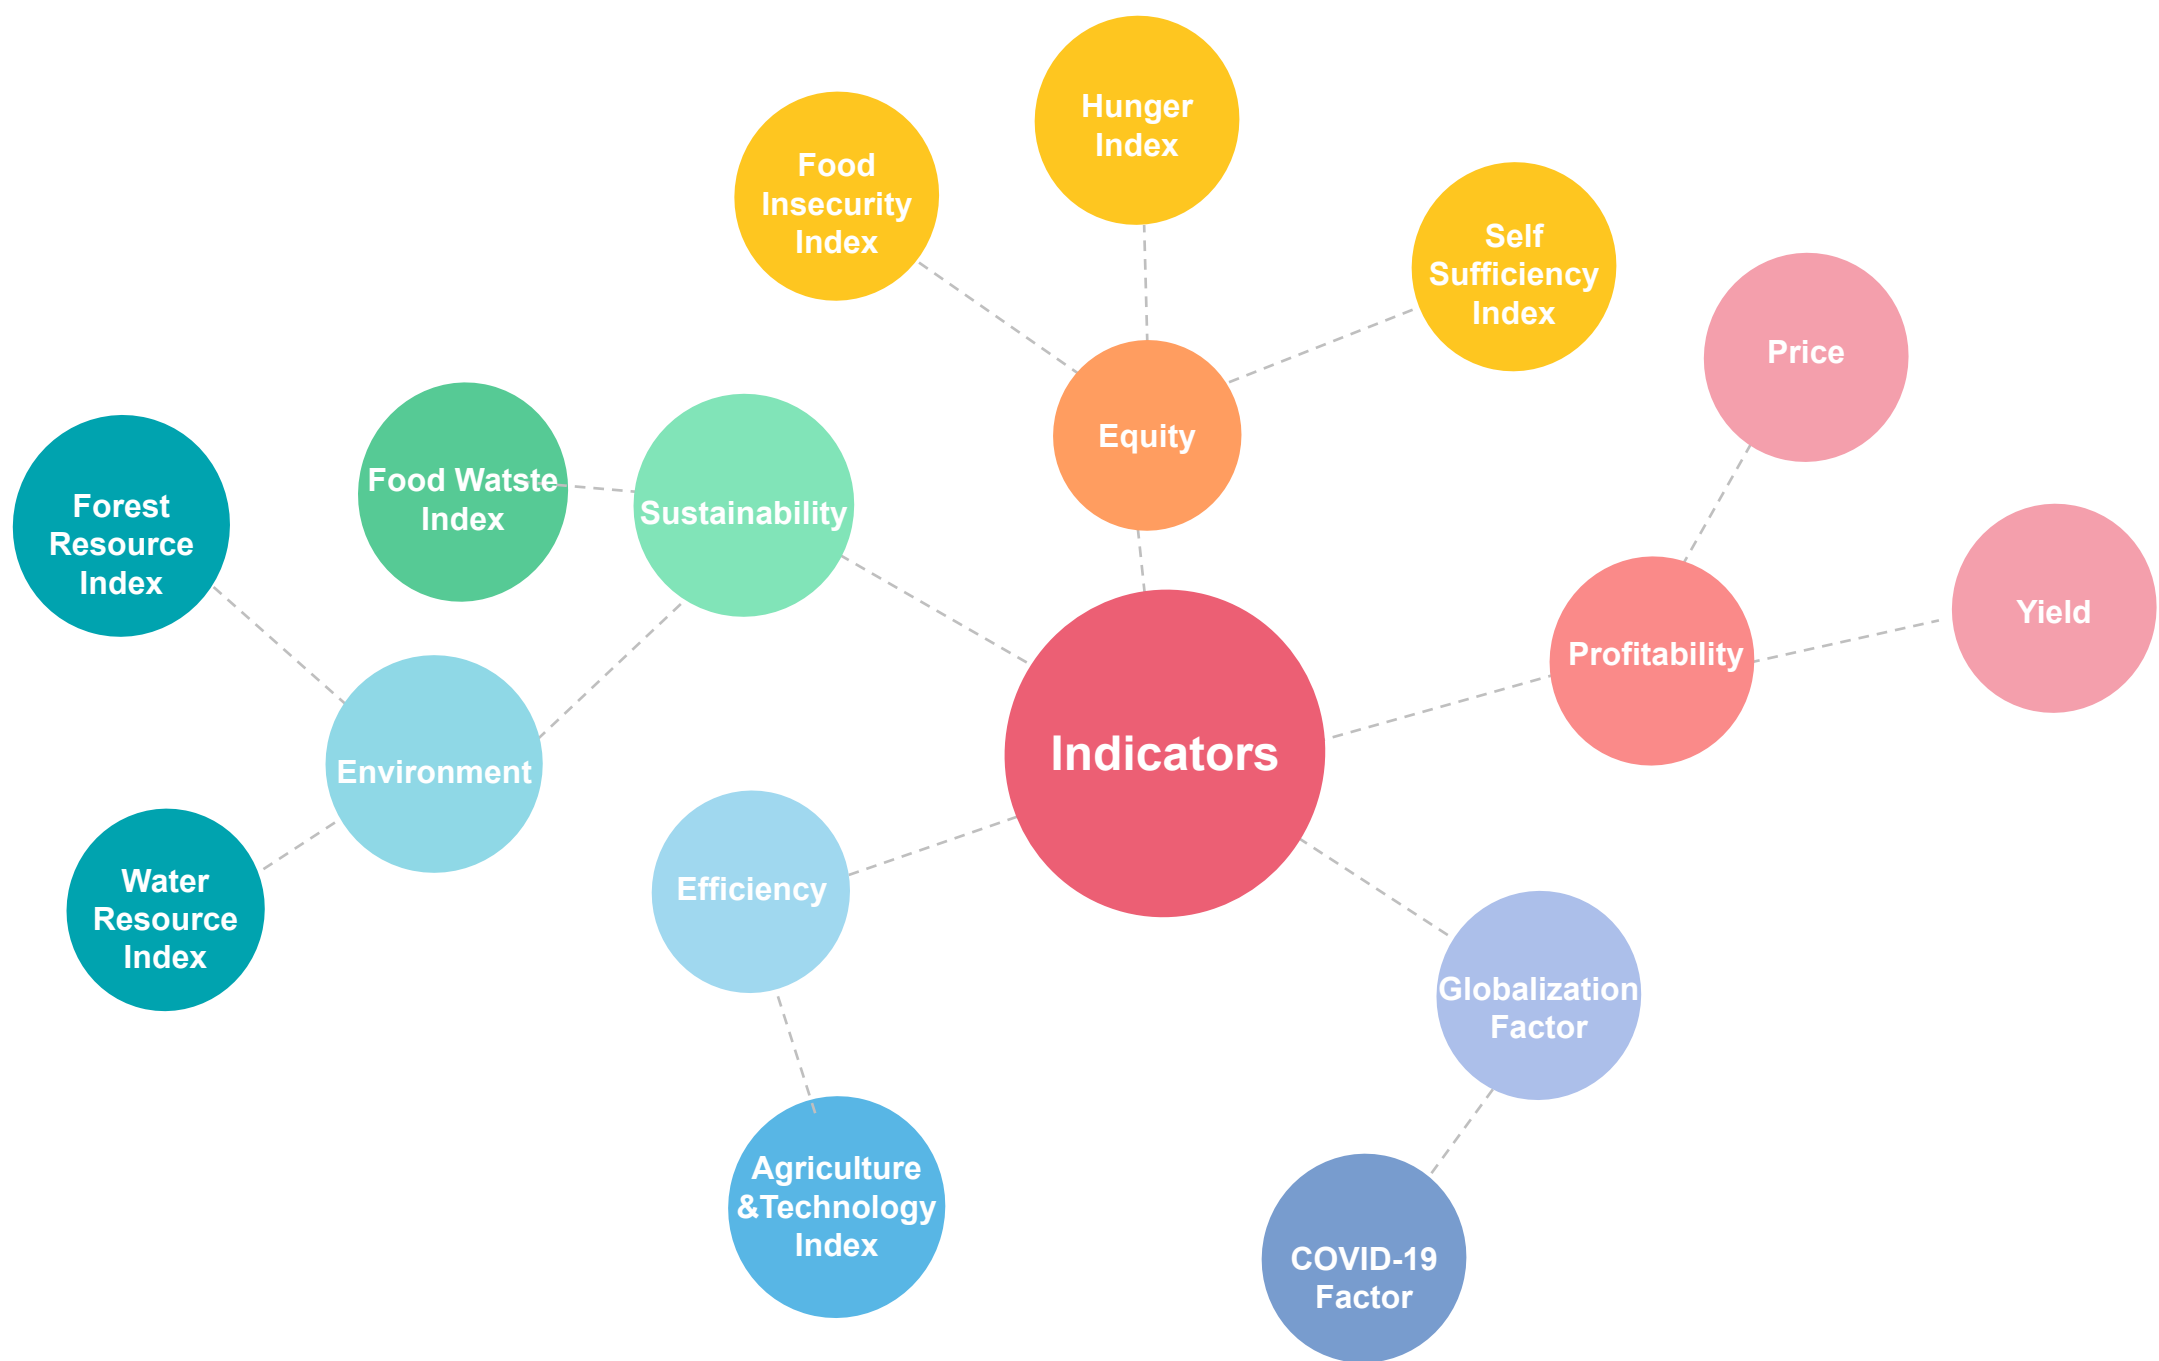 Hunger
Index
Food
Insecurity
Index
Self
Sufficiency
Index
Price
Equity
Food Watste
Index
Sustainability
Forest
Resource
Index
Yield
Profitability
Indicators
Environment
Efficiency
Water
Resource
Index
Globalization
Factor
Agriculture
&Technology
Index
COVID-19
Factor